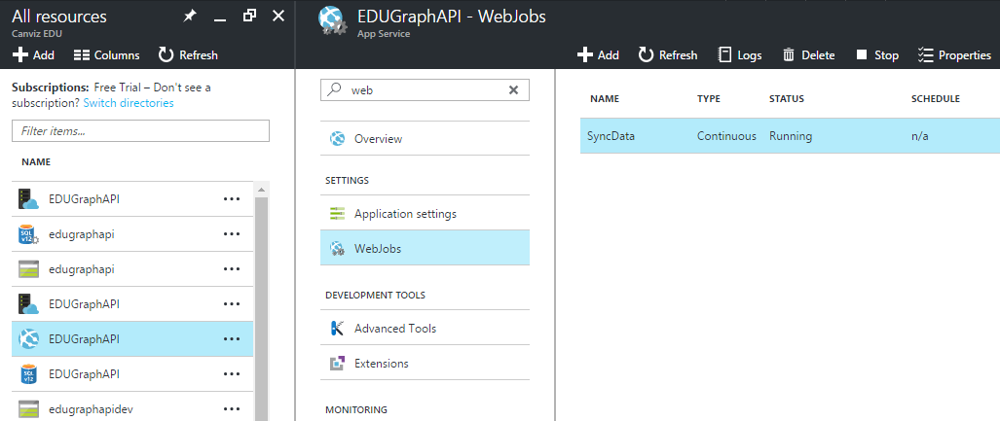 All resources
Canviz EDU
Add Columns Refresh
Subscriptions: Free Trial – Don't see a
subscription? Switch directories
Filter items...
NAME
EDUGraphAPI
SQL V12 edugraphapi
edugraphapi
EDUGraphAPI
EDUGraphAPI
SQL V12 EDUGraphAPI
edugraphapidev
EDUGraphAPI - WebJobs
App Service
web
Overview
SETTINGS
Application settings
WebJobs
DEVELOPMENT TOOLS
Advanced Tools
Extensions
MONITORING
Add Refresh Logs Delete Stop Properties
NAME TYPE STATUS SCHEDULE
SyncData Continuous Running n/a